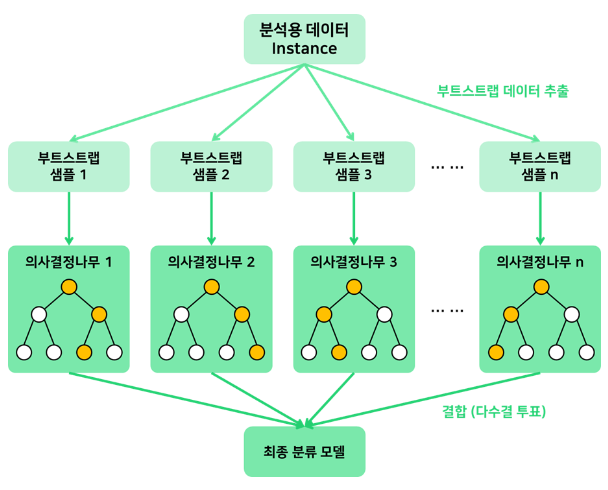 분석용 데이터
Instance
부트스트랩 데이터 추출
부트스트랩
샘플 1
부트스트랩
샘플 2
부트스트랩
샘플 3
... ...
부트스트랩
샘플 n
의사결정나무 1
의사결정나무 2
의사결정나무 3
... ...
의사결정나무 n
결합 (다수결 투표)
최종 분류 모델